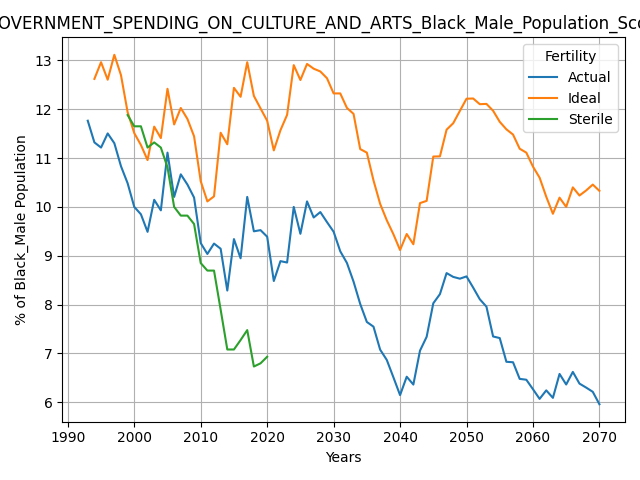 OVERNMENT_SPENDING_ON_CULTURE_AND_ARTS_Black_Male_Population_Sco
Fertility
Actual
Ideal
Sterile
% of Black_Male Population
13
12
11
10
9
8
7
6
1990 2000 2010 2020 2030 2040 2050 2060 2070
Years